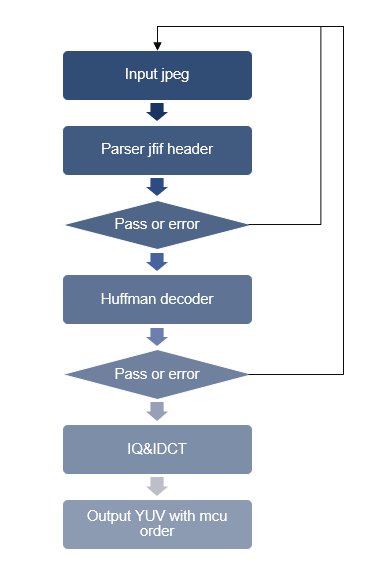 Input jpeg
Parser jfif header
Pass or error
Huffman decoder
Pass or error
IQ&IDCT
Output YUV with mcu
order